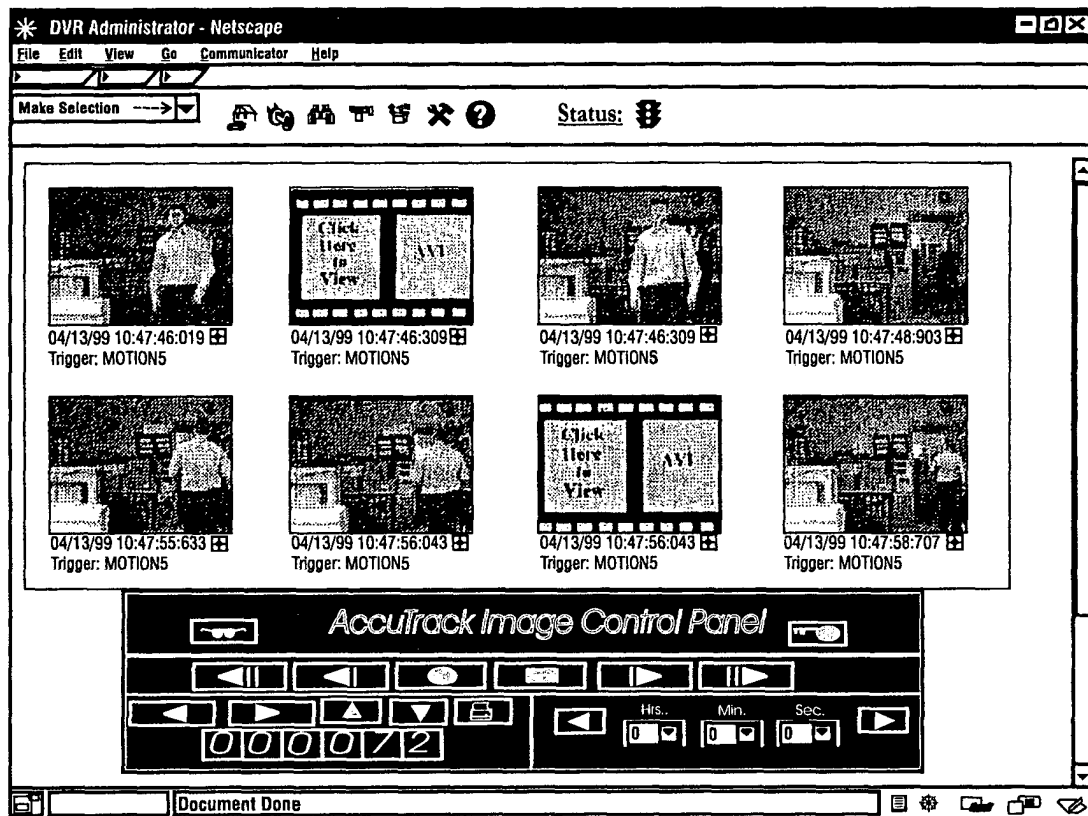 DVR Administrator - Netscape
File Edit View Go Communicator Help
Make Selection ---->
Status:
Click Here to View
AVI
04/13/99 10:47:46:019
04/13/99 10:47:46:309
04/13/99 10:47:46:309
04/13/99 10:47:48:903
Trigger: MOTION5
Trigger: MOTION5
Trigger: MOTION5
Trigger: MOTION5
Click Here to View
AVI
04/13/99 10:47:55:633
04/13/99 10:47:56:043
04/13/99 10:47:56:043
04/13/99 10:47:58:707
Trigger: MOTION5
Trigger: MOTION5
Trigger: MOTION5
Trigger: MOTION5
AccuTrack Image Control Panel
Hrs.. Min. Sec.
0 0 0
000072
Document Done